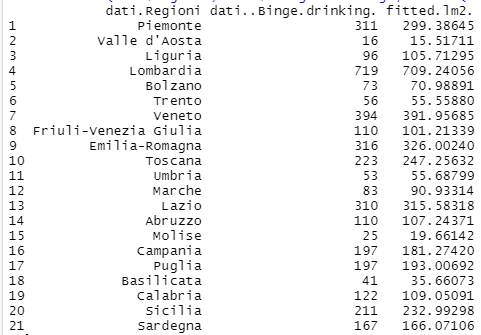 dati.Regioni dati..Binge.drinking. fitted.lm2.
1 Piemonte 311 299.38645
2 Valle d'Aosta 16 15.51711
3 Liguria 96 105.71295
4 Lombardia 719 709.24056
5 Bolzano 73 70.98891
6 Trento 56 55.55880
7 Veneto 394 391.95685
8 Friuli-Venezia Giulia 110 101.21339
9 Emilia-Romagna 316 326.00240
10 Toscana 223 247.25632
11 Umbria 53 55.68799
12 Marche 83 90.93314
13 Lazio 310 315.58318
14 Abruzzo 110 107.24371
15 Molise 25 19.66142
16 Campania 197 181.27420
17 Puglia 197 193.00692
18 Basilicata 41 35.66073
19 Calabria 122 109.05091
20 Sicilia 211 232.99298
21 Sardegna 167 166.07106